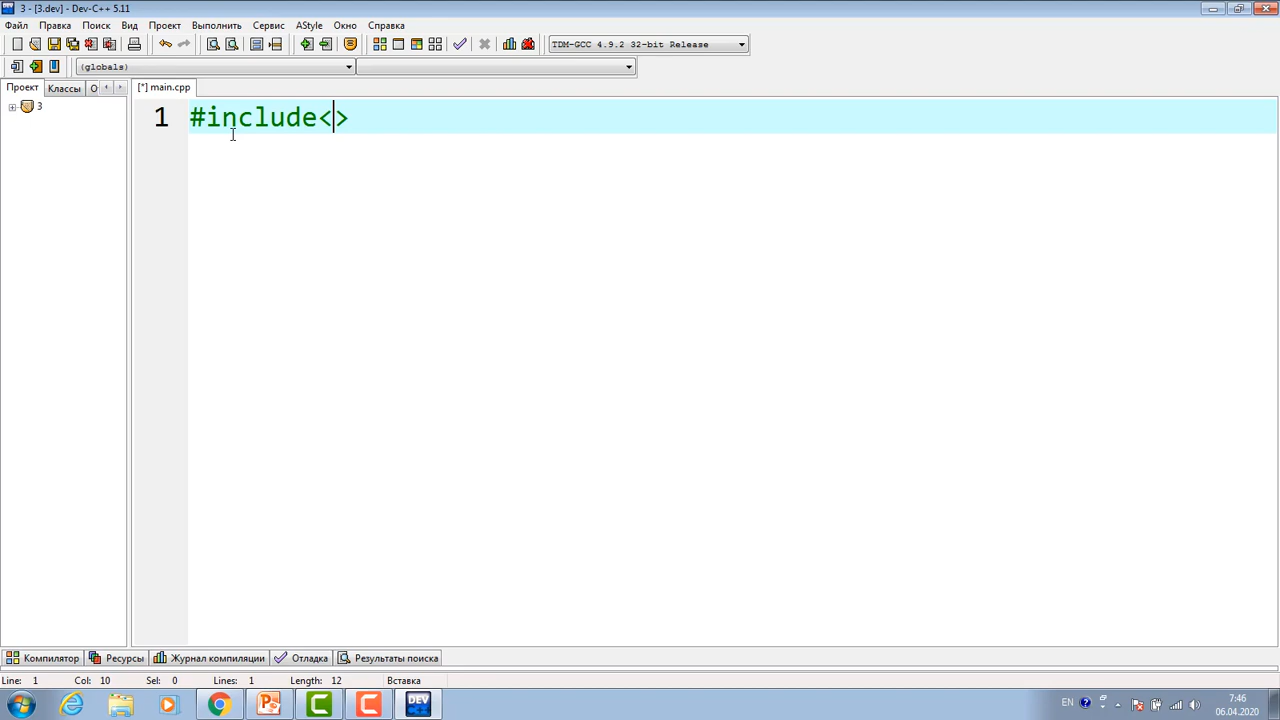 3 - [3.dev] - Dev-C++ 5.11
Файл Правка Поиск Вид Проект Выполнить Сервис AStyle Окно Справка
TDM-GCC 4.9.2 32-bit Release
(globals)
Проект Классы О [*] main.cpp
3
1 #include<>
Компилятор Ресурсы Журнал компиляции Отладка Результаты поиска
Line: 1 Col: 10 Sel: 0 Lines: 1 Length: 12 Вставка
DEV EN 7:46
06.04.2020